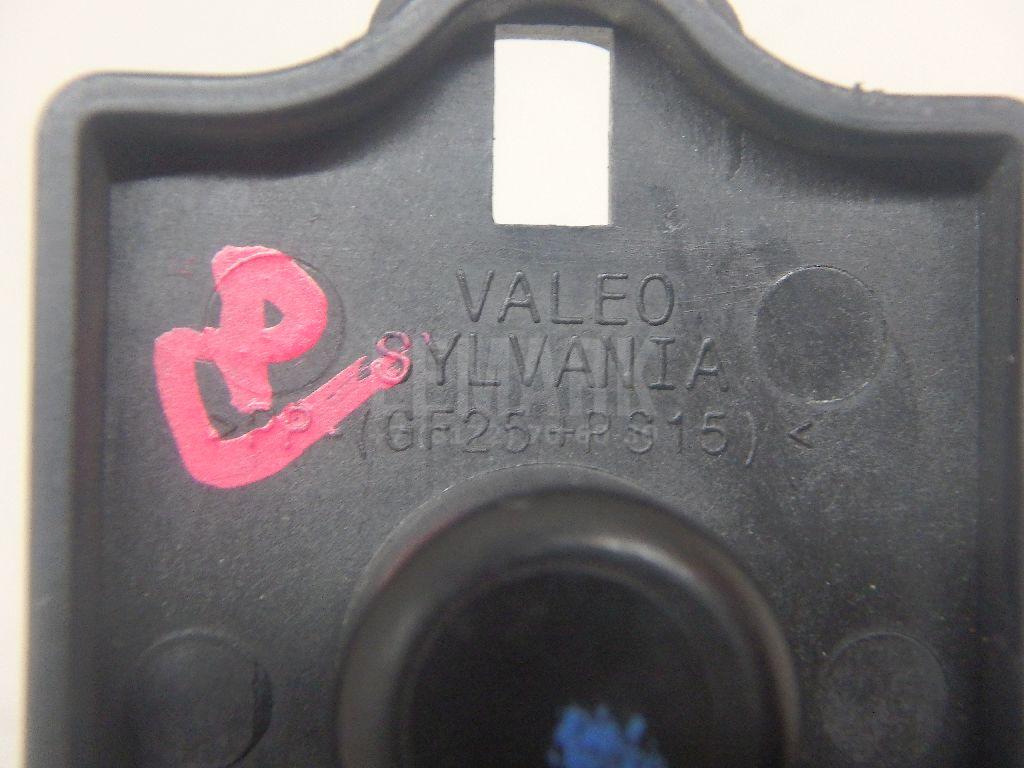 VALEO
SYLVANIA
>PP-(GF25+PS15)<
P